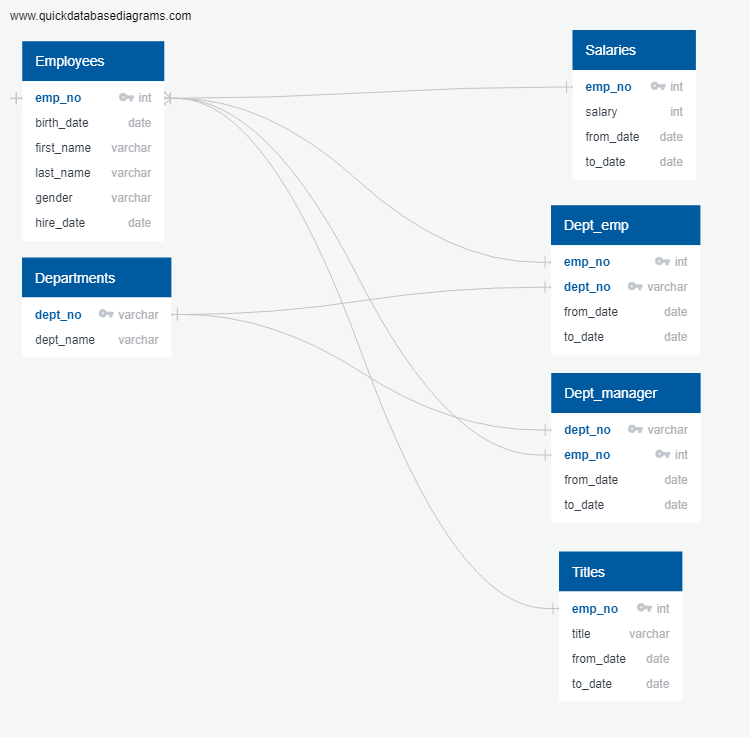 www.quickdatabasediagrams.com
Employees
emp_no int
birth_date date
first_name varchar
last_name varchar
gender varchar
hire_date date
Departments
dept_no varchar
dept_name varchar
Salaries
emp_no int
salary int
from_date date
to_date date
Dept_emp
emp_no int
dept_no varchar
from_date date
to_date date
Dept_manager
dept_no varchar
emp_no int
from_date date
to_date date
Titles
emp_no int
title varchar
from_date date
to_date date